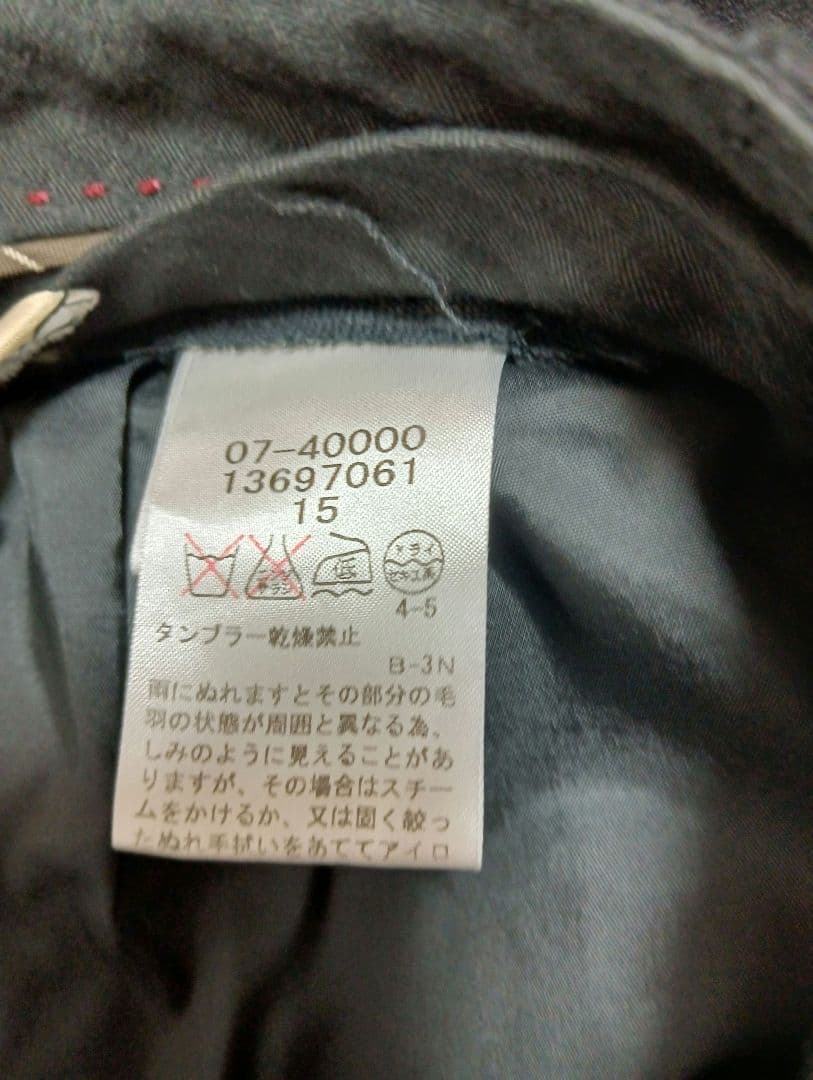 07-40000
13697061
15
低
ドライ
セキユ系
4-5
タンブラー乾燥禁止
B-3N
雨にぬれますとその部分の毛
羽の状態が周囲と異なる為、
しみのように見えることがあ
りますが、その場合はスチー
ムをかけるか、又は固く絞っ
たぬれ手拭いをあててアイロ